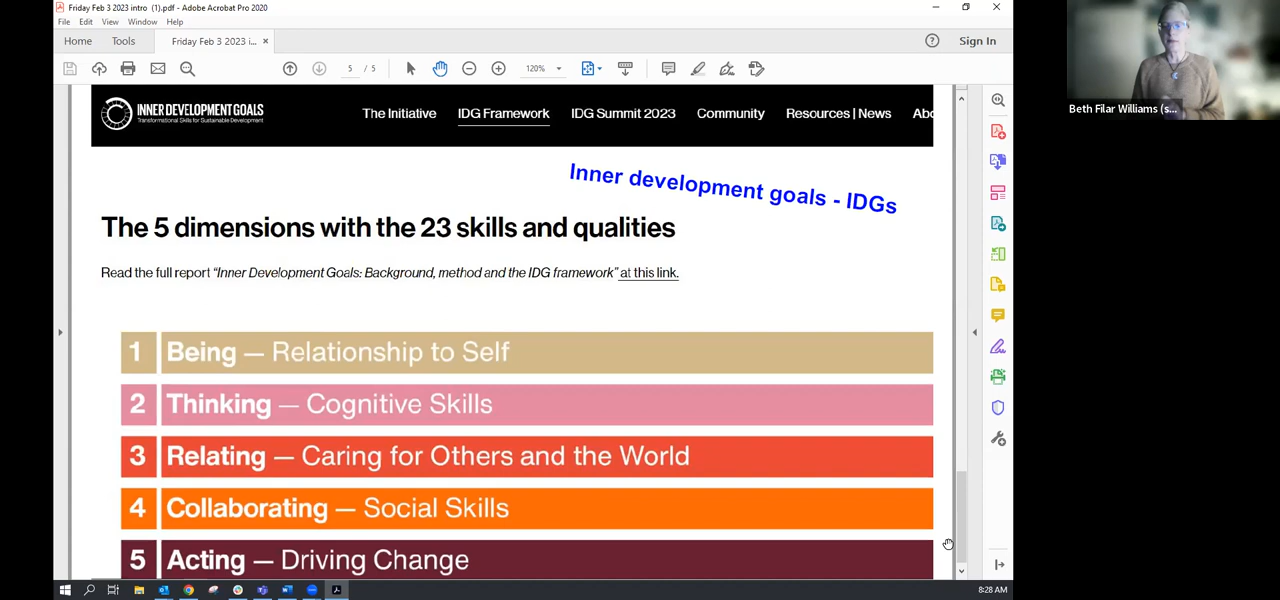 Friday Feb 3 2023 intro (1).pdf - Adobe Acrobat Pro 2020
File Edit View Window Help
Home Tools Friday Feb 3 2023 i... × Sign In
5 / 5 120%
INNER DEVELOPMENT GOALS
Transformational Skills for Sustainable Development
The Initiative IDG Framework IDG Summit 2023 Community Resources | News Abo
Inner development goals - IDGs
The 5 dimensions with the 23 skills and qualities
Read the full report “Inner Development Goals: Background, method and the IDG framework” at this link.
1 Being — Relationship to Self
2 Thinking — Cognitive Skills
3 Relating — Caring for Others and the World
4 Collaborating — Social Skills
5 Acting — Driving Change
Beth Filar Williams (s...
8:28 AM